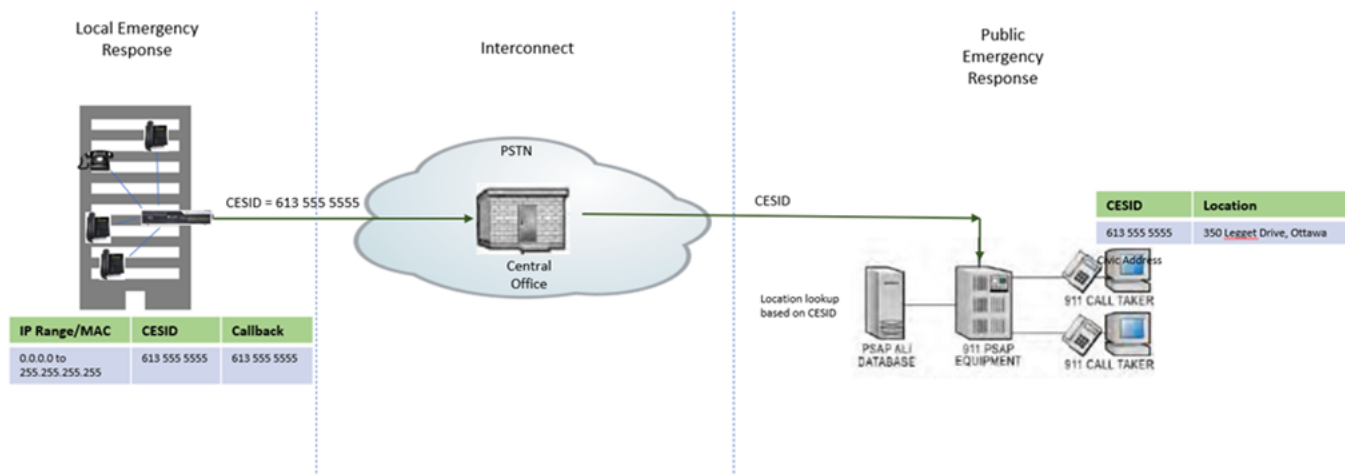 Local Emergency
Response
Interconnect
Public
Emergency
Response
PSTN
CESID = 613 555 5555
CESID
Central
Office
CESID Location
613 555 5555 350 Legget Drive, Ottawa
Civic Address
911 CALL TAKER
Location lookup
based on CESID
PSAP ALI
DATABASE
911 PSAP
EQUIPMENT
911 CALL TAKER
IP Range/MAC CESID Callback
0.0.0.0 to
255.255.255.255
613 555 5555 613 555 5555